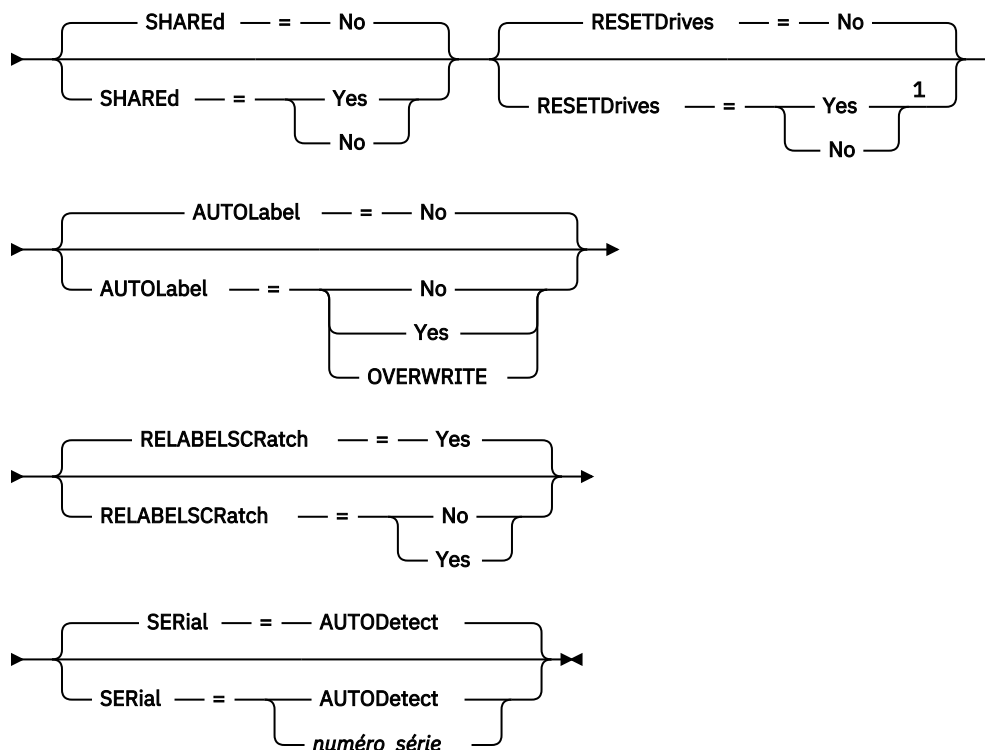 SHAREd = No RESETDrives = No
SHAREd = Yes RESETDrives = Yes 1
No No
AUTOLabel = No
AUTOLabel = No
Yes
OVERWRITE
RELABELSCRatch = Yes
RELABELSCRatch = No
Yes
SERial = AUTODetect
SERial = AUTODetect
numéro_série